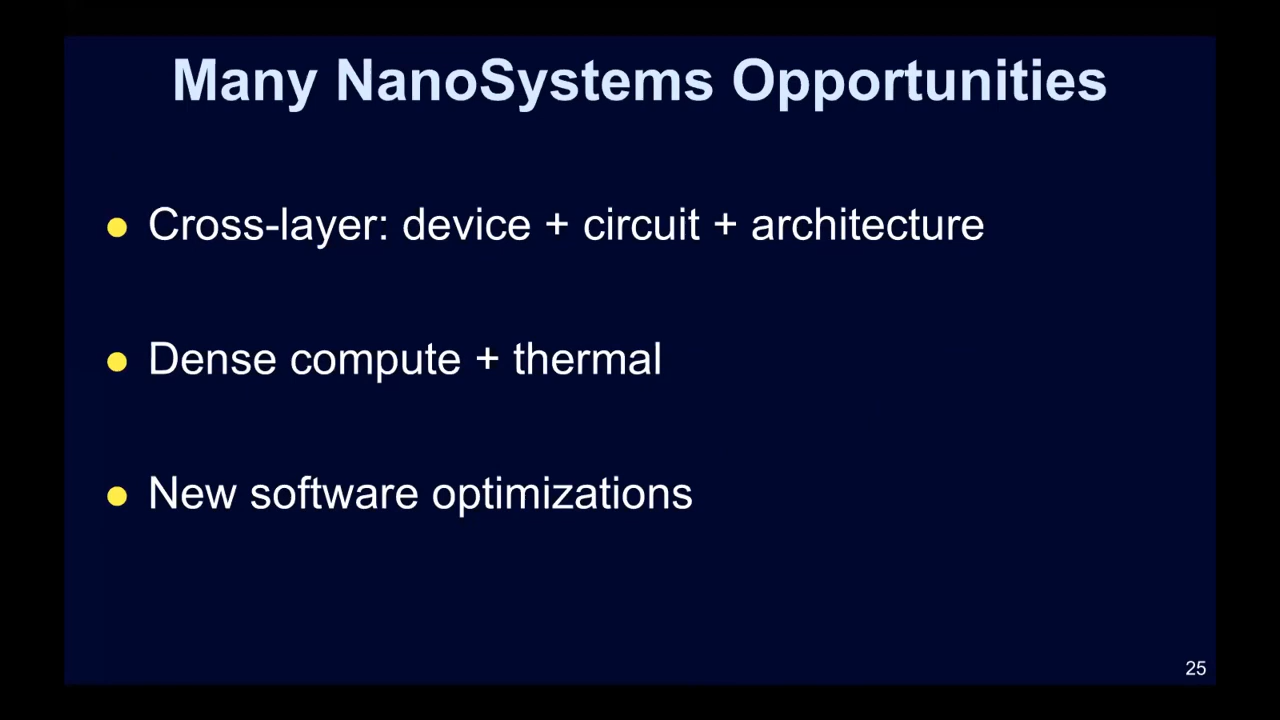 Many NanoSystems Opportunities
● Cross-layer: device + circuit + architecture
● Dense compute + thermal
● New software optimizations
25